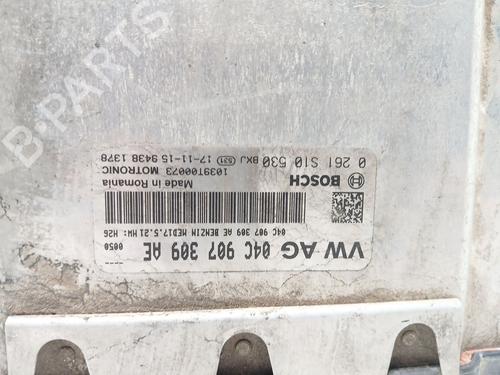 B-PARTS
VW AG 04C 907 309 AE
0050 ---
04C 907 309 AE BENZIN MED17.5.21 HW: H26
BOSCH
Made in Romania
1039T00073 MOTRONIC
0 261 S10 530 BXJ 531 17-11-15 9438 1378